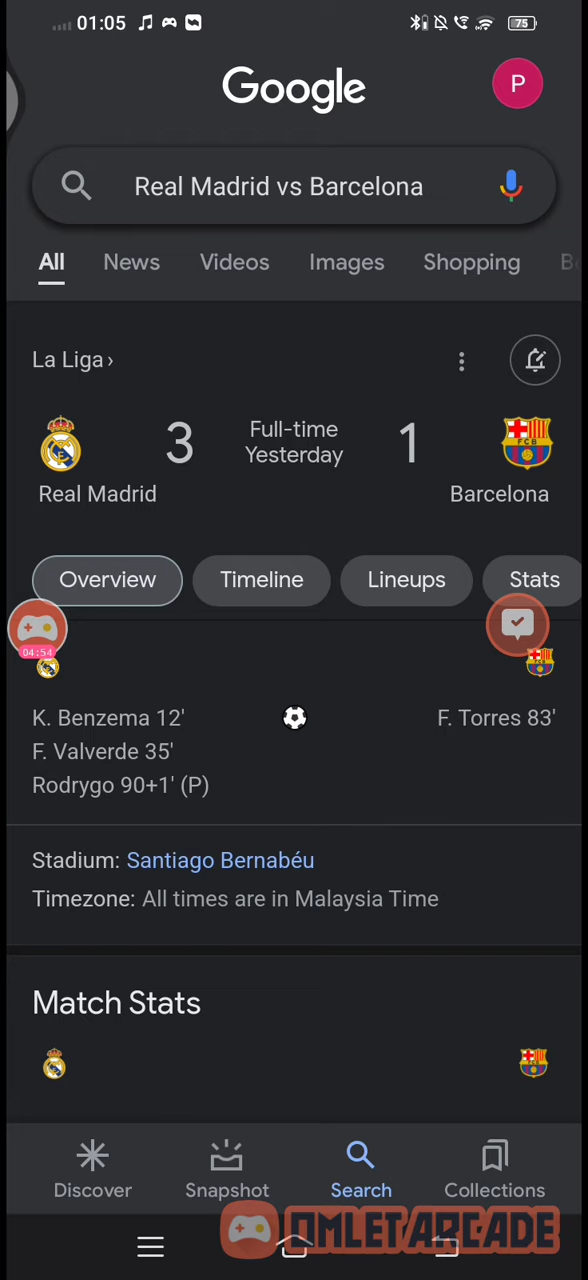 01:05
75
Google
P
Real Madrid vs Barcelona
All News Videos Images Shopping
La Liga ›
3 Full-time 1
Yesterday
Real Madrid Barcelona
Overview Timeline Lineups Stats
04:54
K. Benzema 12' F. Torres 83'
F. Valverde 35'
Rodrygo 90+1' (P)
Stadium: Santiago Bernabéu
Timezone: All times are in Malaysia Time
Match Stats
Discover Snapshot Search Collections
OMLET ARCADE